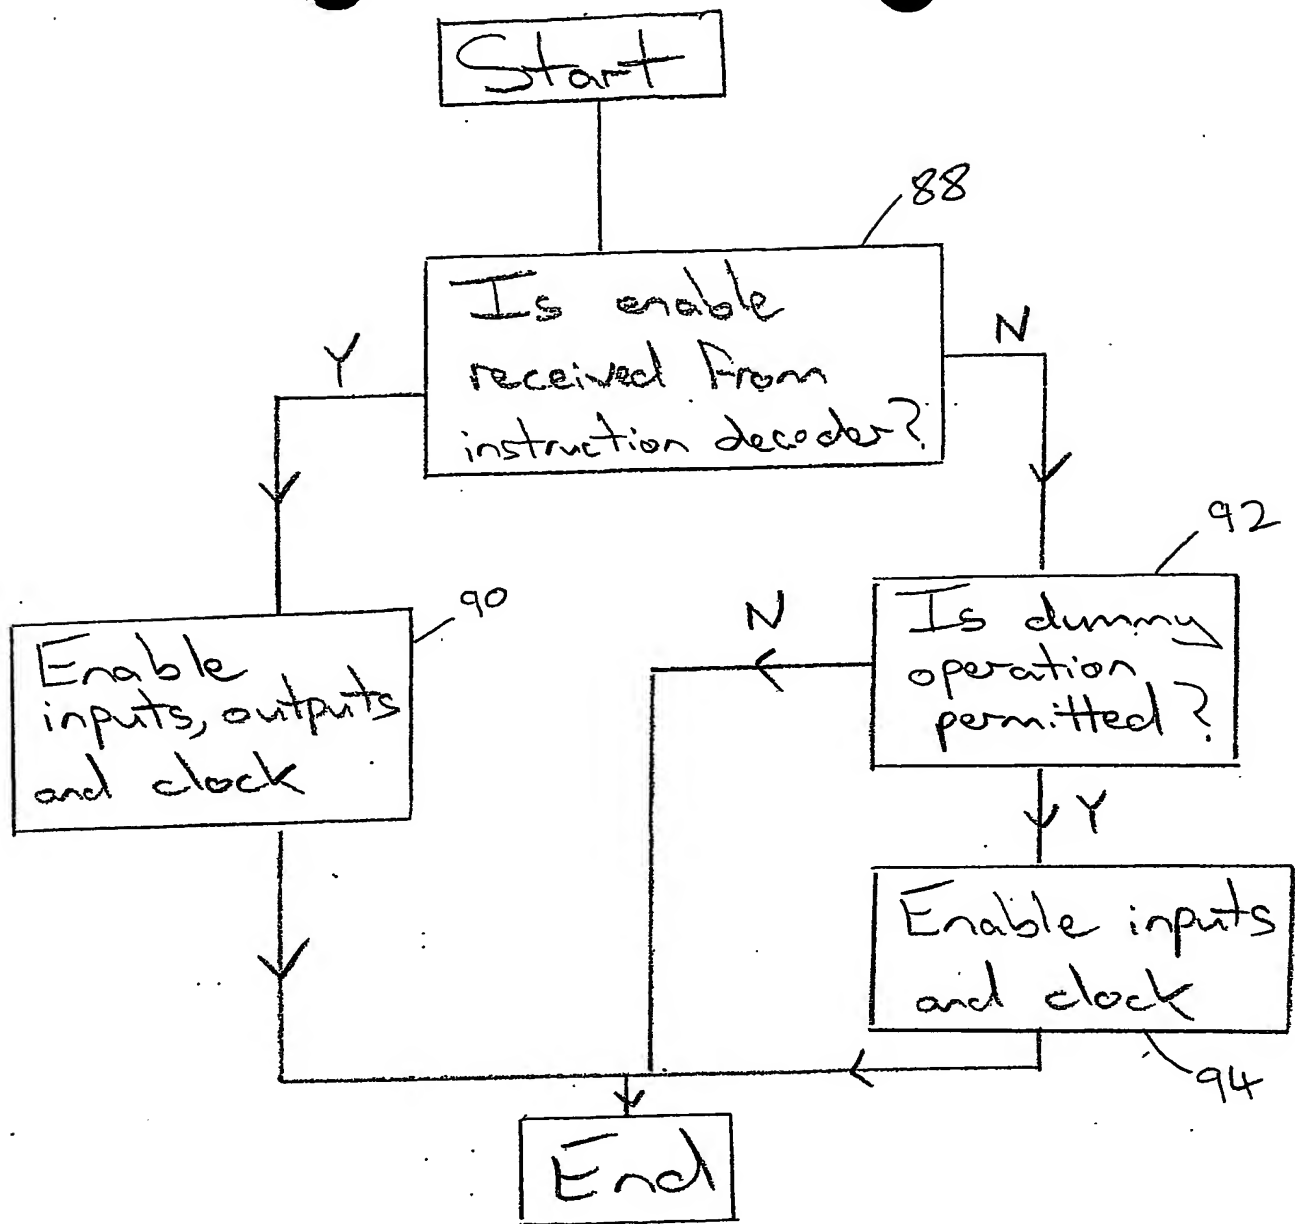 Start
88
Is enable
received from
instruction decoder?
Y
N
90
Enable
inputs, outputs
and clock
92
Is dummy
operation
permitted?
N
Y
Enable inputs
and clock
94
End